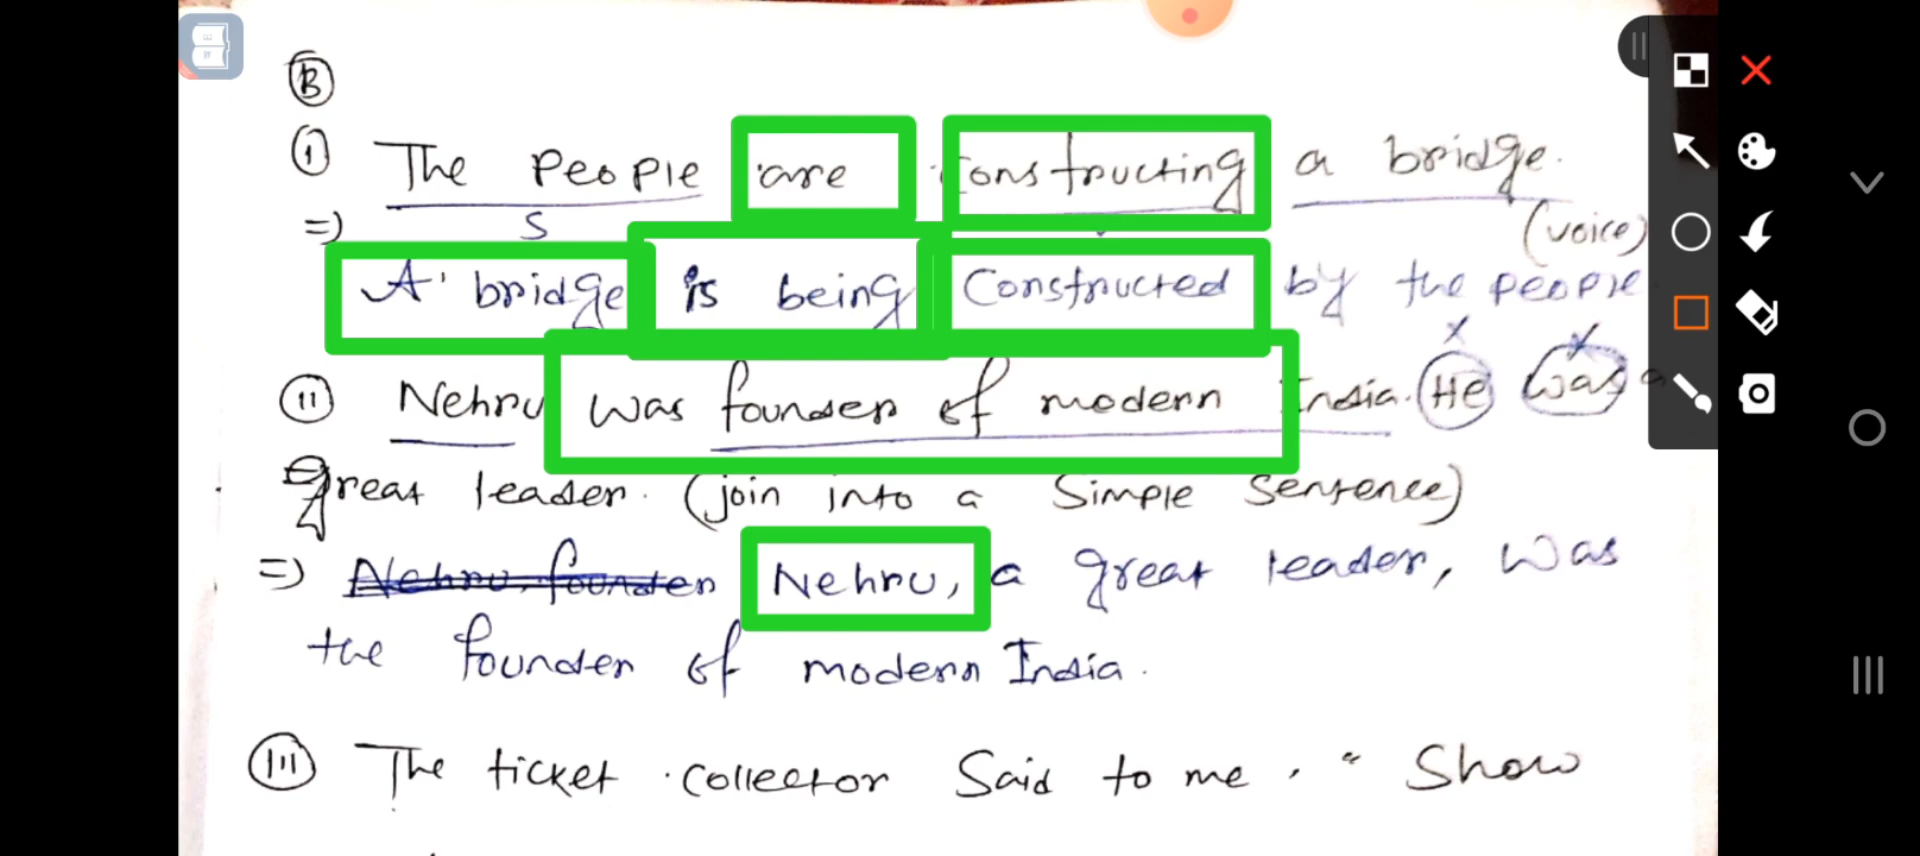 B
(i) The People are Constructing a bridge.
S
(voice)
=) A bridge is being Constructed by the people
(ii) Nehru was founder of modern India. He was a
great leader. (join into a Simple Sentence)
=) Nehru, founder Nehru, a great leader, was
the founder of modern India.
(iii) The ticket collector Said to me, " Show